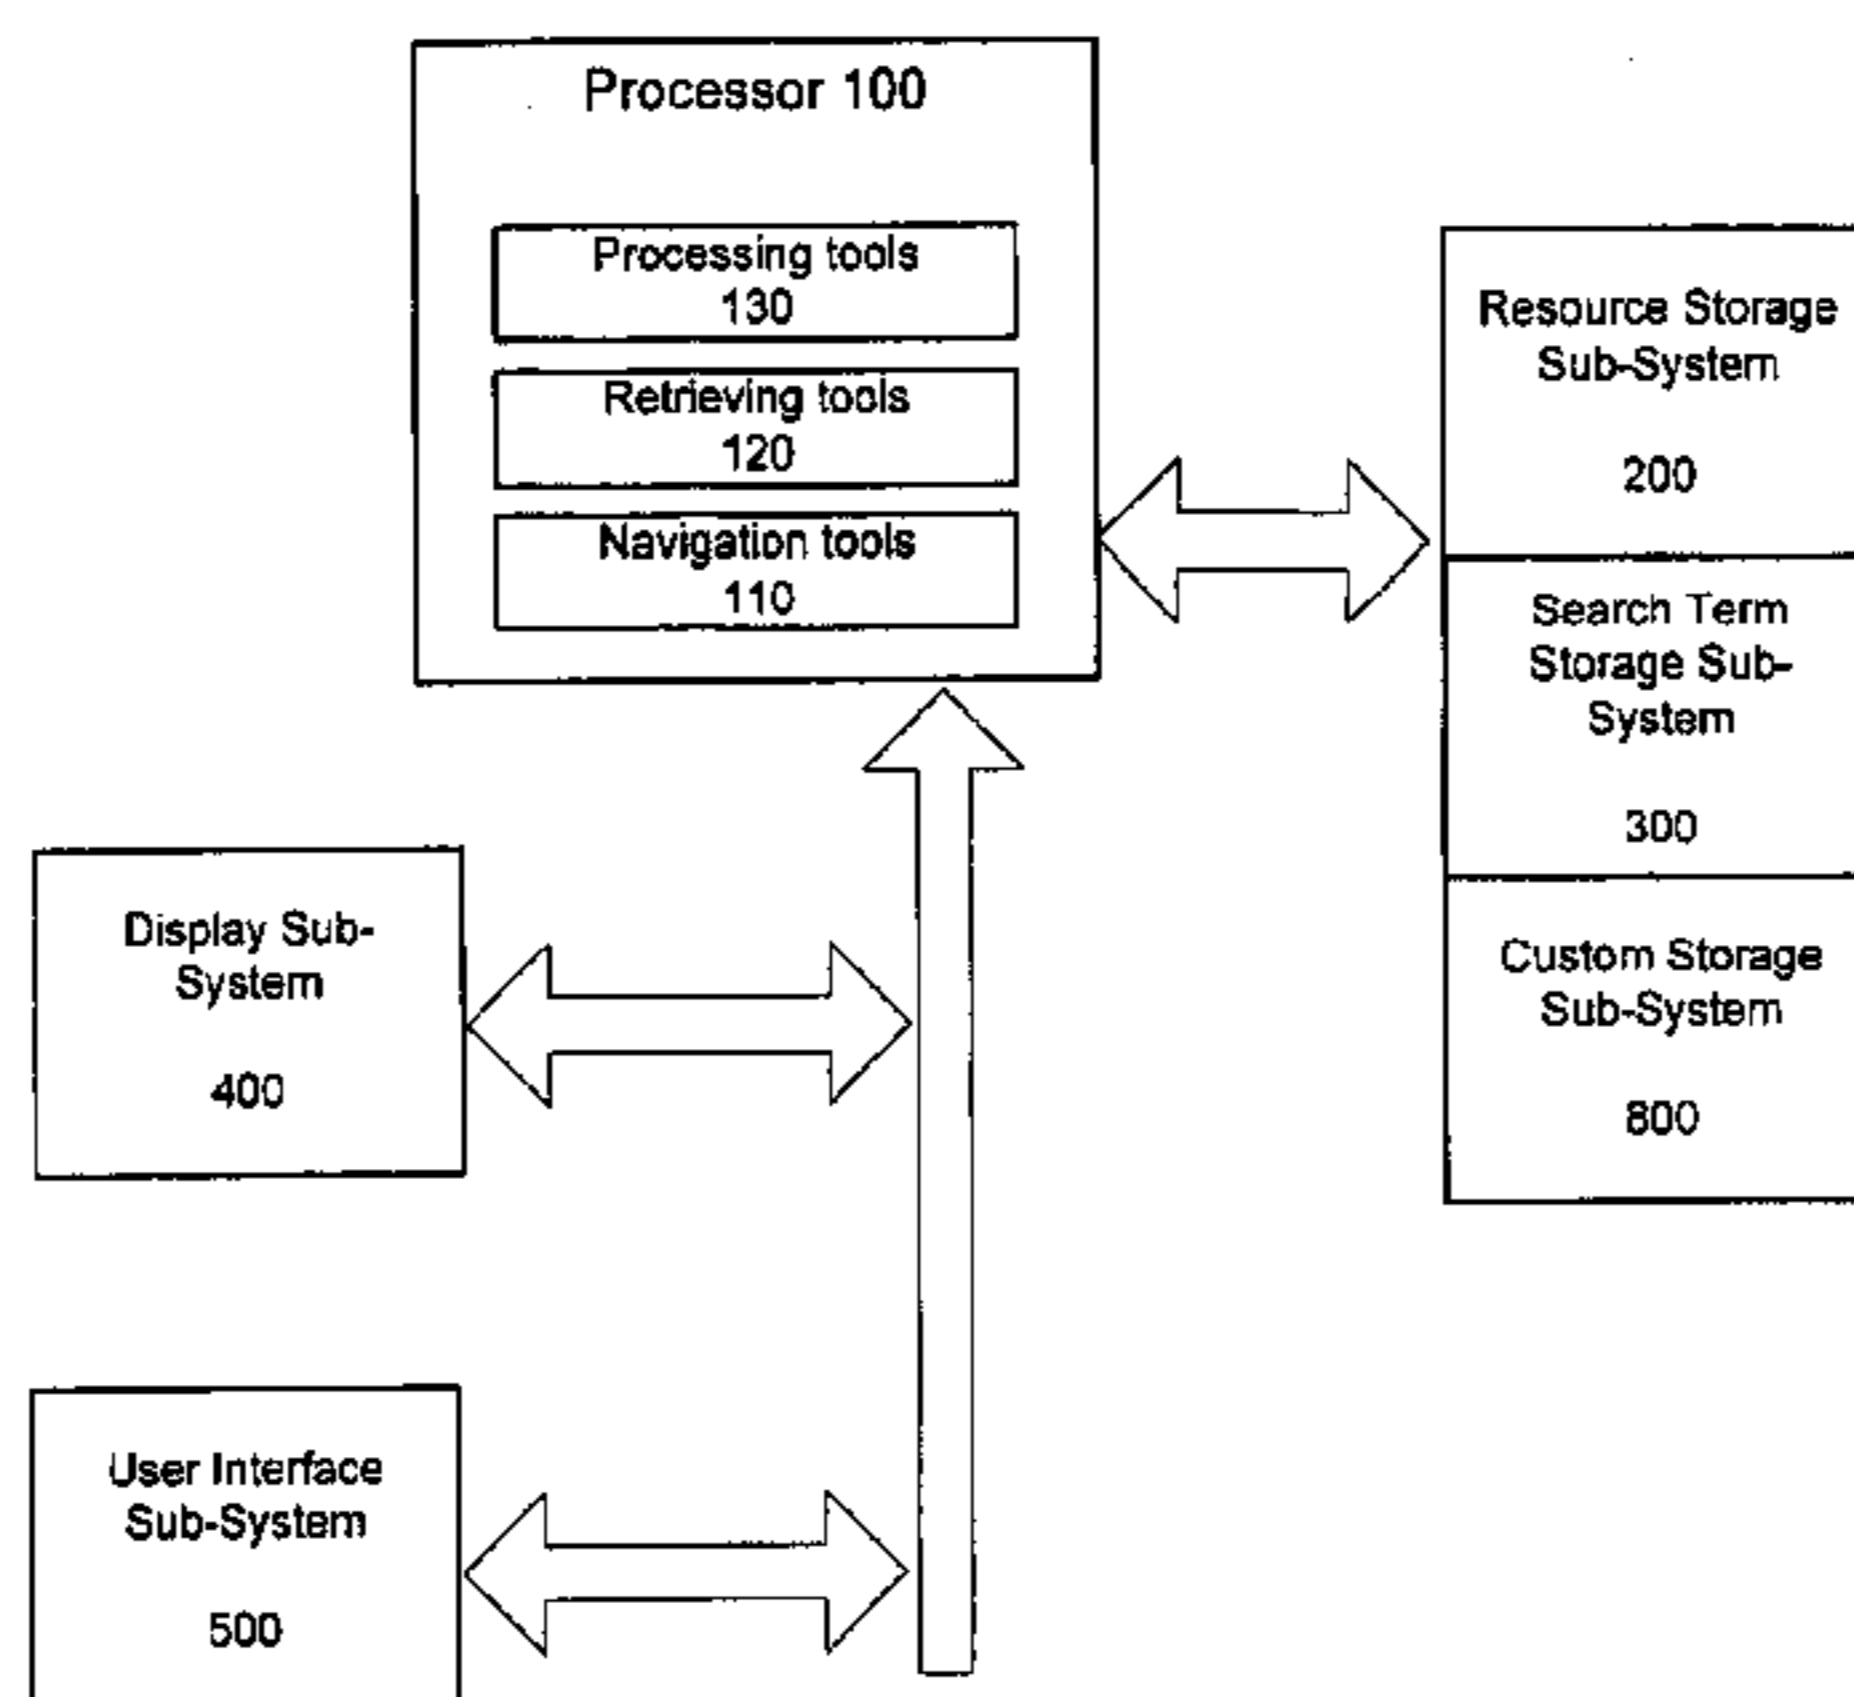 Processor 100
Processing tools
130
Retrieving tools
120
Navigation tools
110
Resource Storage
Sub-System
200
Search Term
Storage Sub-
System
300
Custom Storage
Sub-System
800
Display Sub-
System
400
User Interface
Sub-System
500